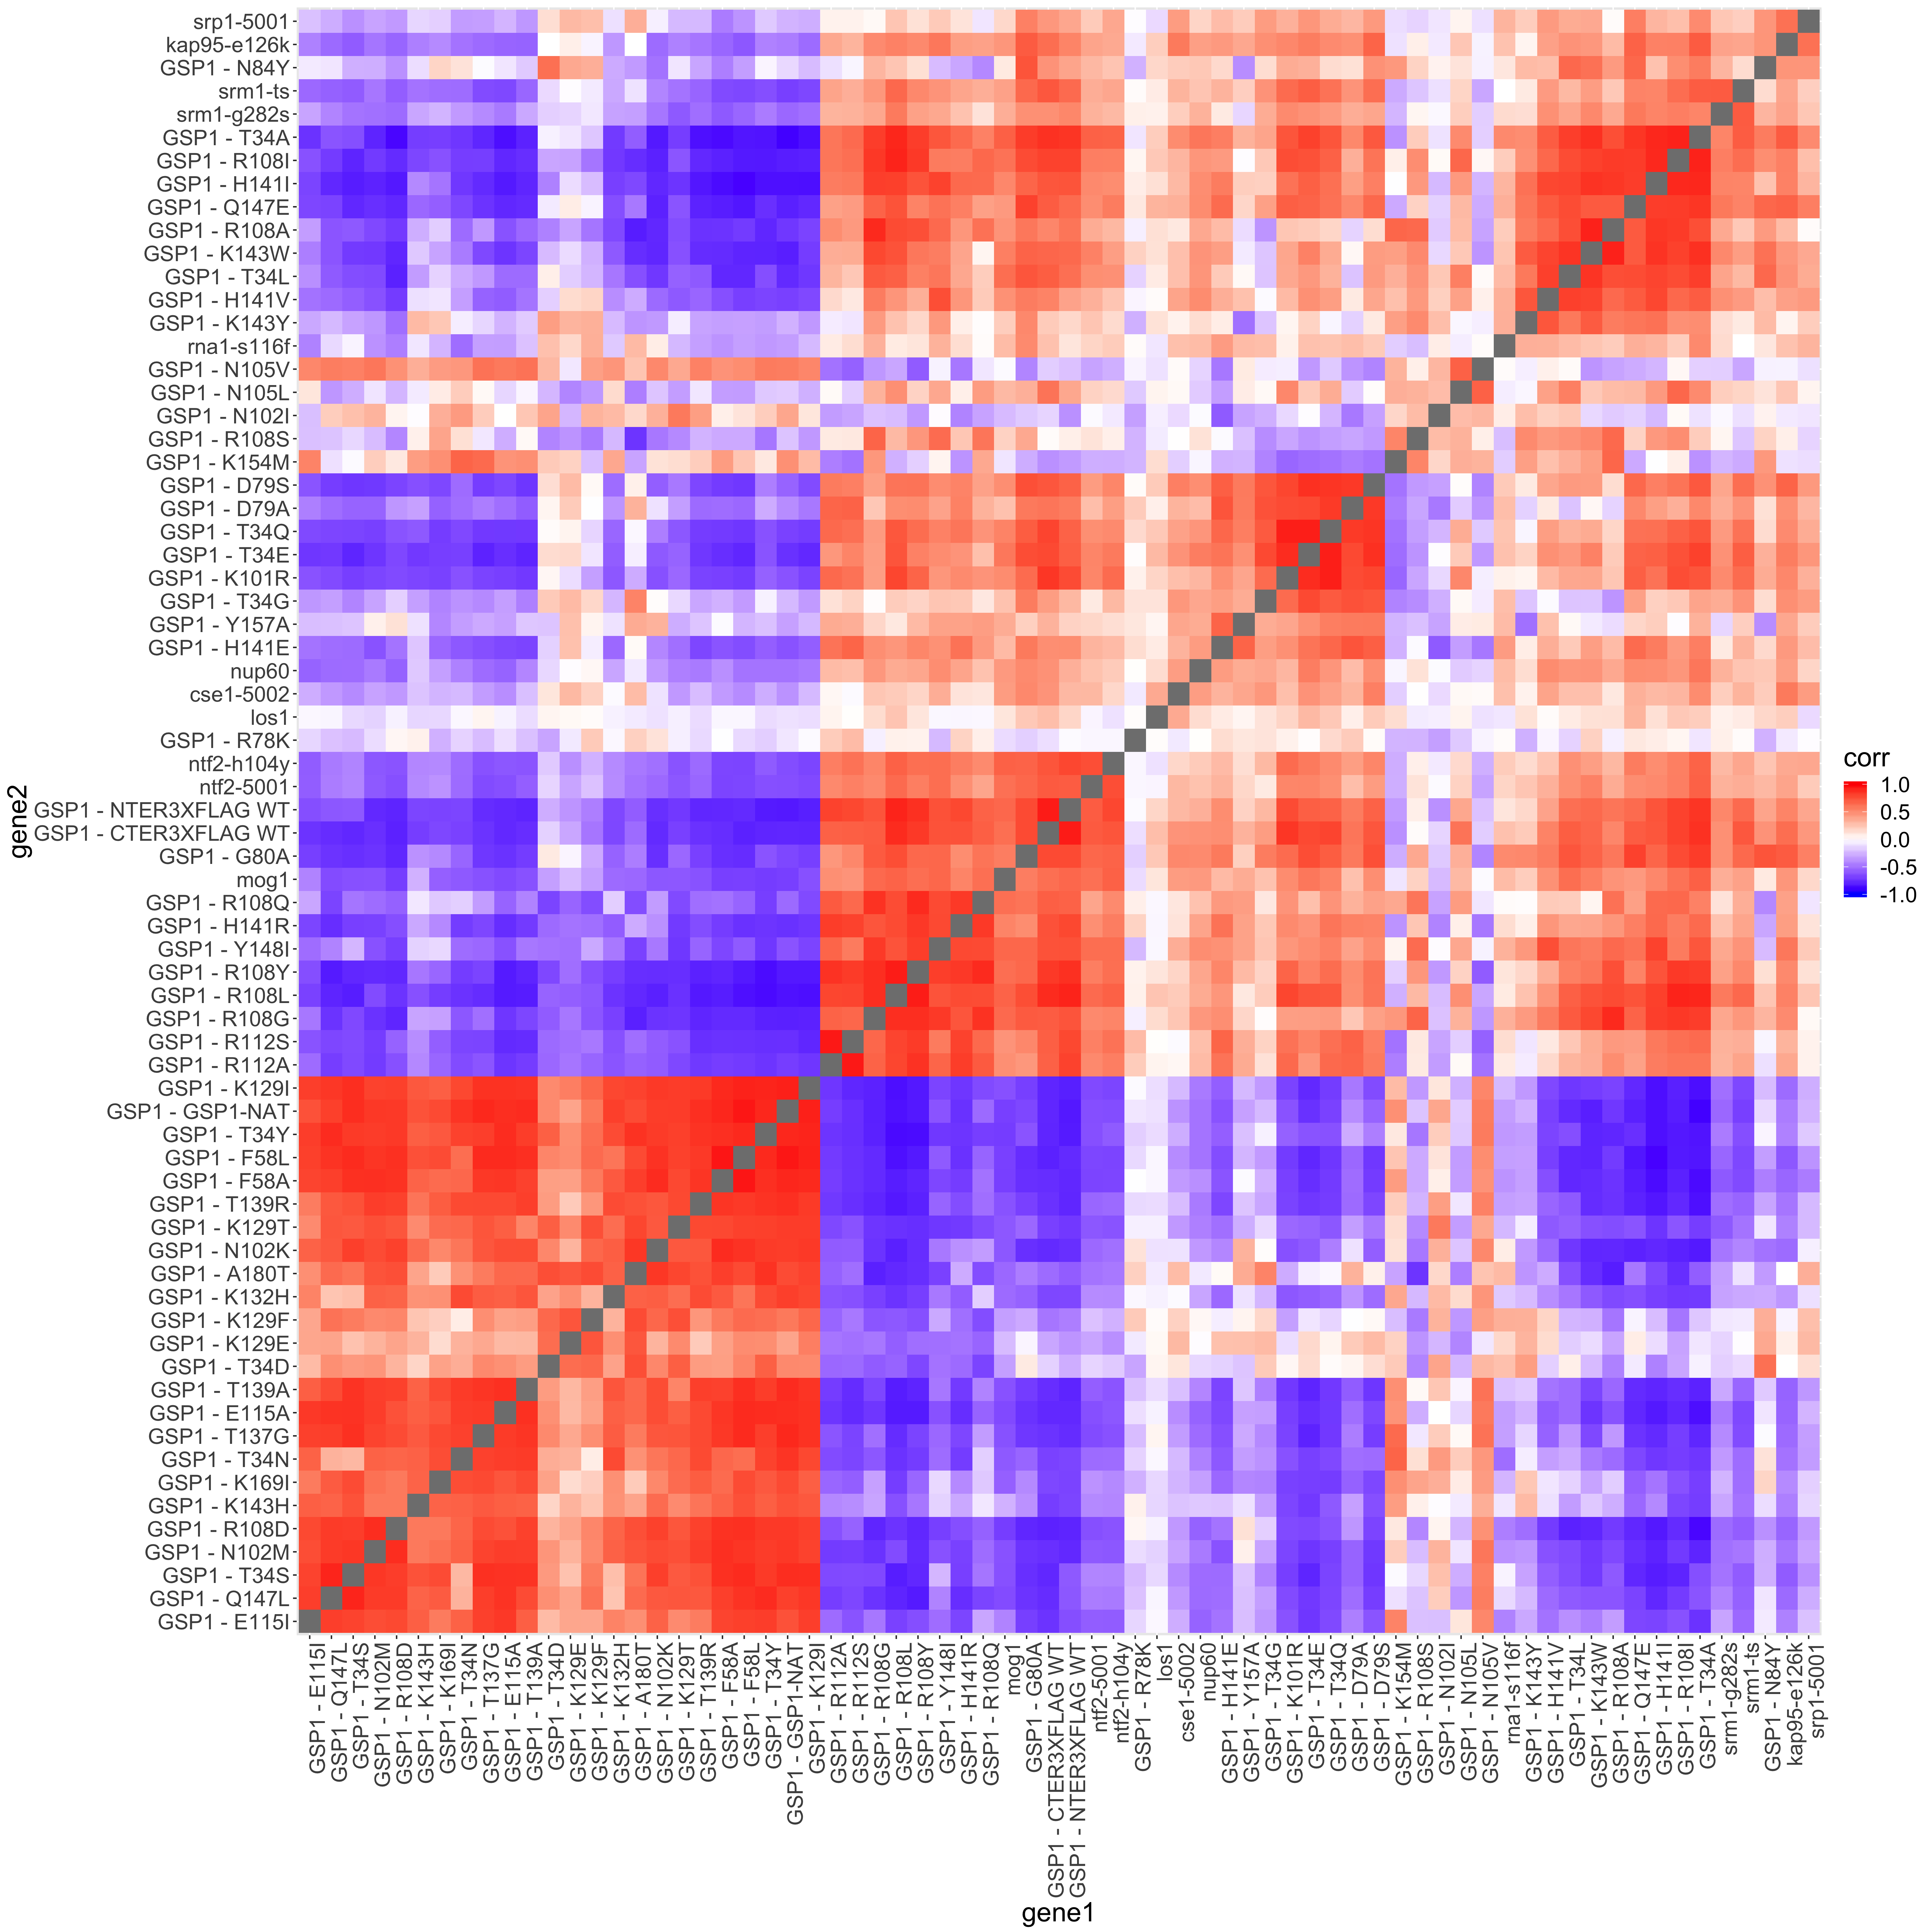 srp1-5001
kap95-e126k
GSP1 - N84Y
srm1-ts
srm1-g282s
GSP1 - T34A
GSP1 - R108I
GSP1 - H141I
GSP1 - Q147E
GSP1 - R108A
GSP1 - K143W
GSP1 - T34L
GSP1 - H141V
GSP1 - K143Y
rna1-s116f
GSP1 - N105V
GSP1 - N105L
GSP1 - N102I
GSP1 - R108S
GSP1 - K154M
GSP1 - D79S
GSP1 - D79A
GSP1 - T34Q
GSP1 - T34E
GSP1 - K101R
GSP1 - T34G
GSP1 - Y157A
GSP1 - H141E
nup60
cse1-5002
los1
GSP1 - R78K
ntf2-h104y
ntf2-5001
GSP1 - NTER3XFLAG WT
GSP1 - CTER3XFLAG WT
GSP1 - G80A
mog1
GSP1 - R108Q
GSP1 - H141R
GSP1 - Y148I
GSP1 - R108Y
GSP1 - R108L
GSP1 - R108G
GSP1 - R112S
GSP1 - R112A
GSP1 - K129I
GSP1 - GSP1-NAT
GSP1 - T34Y
GSP1 - F58L
GSP1 - F58A
GSP1 - T139R
GSP1 - K129T
GSP1 - N102K
GSP1 - A180T
GSP1 - K132H
GSP1 - K129F
GSP1 - K129E
GSP1 - T34D
GSP1 - T139A
GSP1 - E115A
GSP1 - T137G
GSP1 - T34N
GSP1 - K169I
GSP1 - K143H
GSP1 - R108D
GSP1 - N102M
GSP1 - T34S
GSP1 - Q147L
GSP1 - E115I
gene2
GSP1 - E115I
GSP1 - Q147L
GSP1 - T34S
GSP1 - N102M
GSP1 - R108D
GSP1 - K143H
GSP1 - K169I
GSP1 - T34N
GSP1 - T137G
GSP1 - E115A
GSP1 - T139A
GSP1 - T34D
GSP1 - K129E
GSP1 - K129F
GSP1 - K132H
GSP1 - A180T
GSP1 - N102K
GSP1 - K129T
GSP1 - T139R
GSP1 - F58A
GSP1 - F58L
GSP1 - T34Y
GSP1 - GSP1-NAT
GSP1 - K129I
GSP1 - R112A
GSP1 - R112S
GSP1 - R108G
GSP1 - R108L
GSP1 - R108Y
GSP1 - Y148I
GSP1 - H141R
GSP1 - R108Q
mog1
GSP1 - G80A
GSP1 - CTER3XFLAG WT
GSP1 - NTER3XFLAG WT
ntf2-5001
ntf2-h104y
GSP1 - R78K
los1
cse1-5002
nup60
GSP1 - H141E
GSP1 - Y157A
GSP1 - T34G
GSP1 - K101R
GSP1 - T34E
GSP1 - T34Q
GSP1 - D79A
GSP1 - D79S
GSP1 - K154M
GSP1 - R108S
GSP1 - N102I
GSP1 - N105L
GSP1 - N105V
rna1-s116f
GSP1 - K143Y
GSP1 - H141V
GSP1 - T34L
GSP1 - K143W
GSP1 - R108A
GSP1 - Q147E
GSP1 - H141I
GSP1 - R108I
GSP1 - T34A
srm1-g282s
srm1-ts
GSP1 - N84Y
kap95-e126k
srp1-5001
gene1
corr
1.0
0.5
0.0
-0.5
-1.0